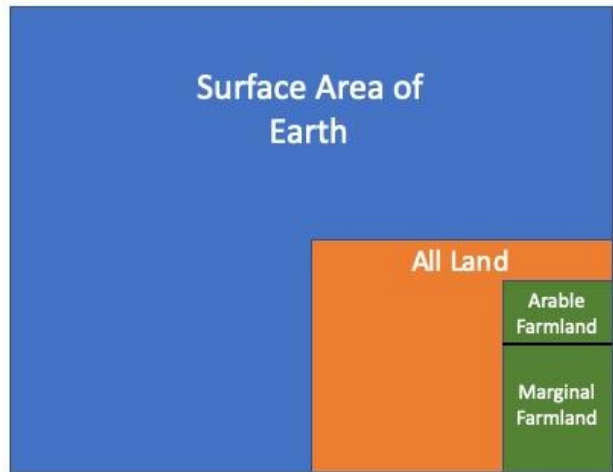 Surface Area of
Earth
All Land
Arable
Farmland
Marginal
Farmland